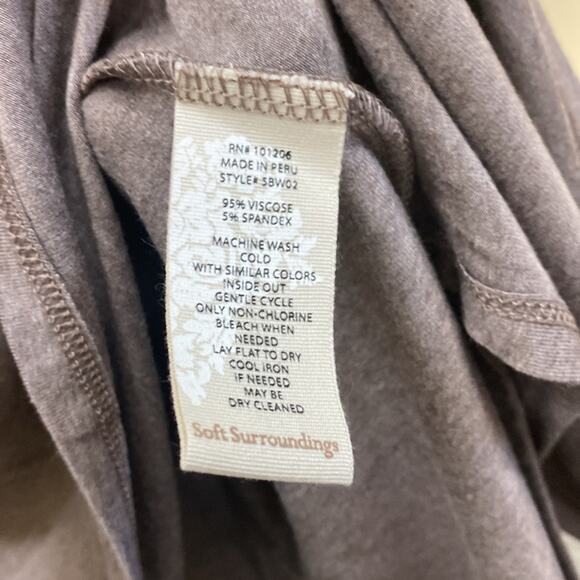 RN# 101206
MADE IN PERU
STYLE# 5BW02
95% VISCOSE
5% SPANDEX
MACHINE WASH
COLD
WITH SIMILAR COLORS
INSIDE OUT
GENTLE CYCLE
ONLY NON-CHLORINE
BLEACH WHEN
NEEDED
LAY FLAT TO DRY
COOL IRON
IF NEEDED
MAY BE
DRY CLEANED
Soft Surroundings